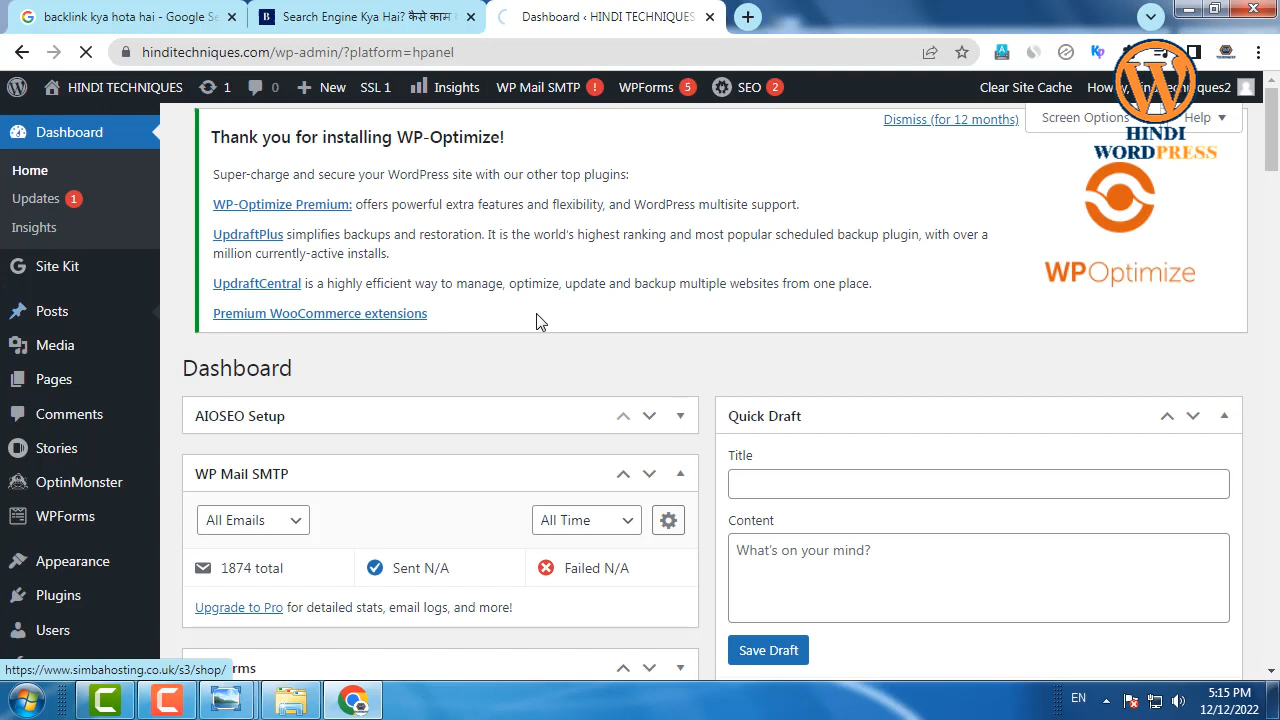 backlink kya hota hai - Google Se
Search Engine Kya Hai? कैसे काम
Dashboard ‹ HINDI TECHNIQUES
hinditechniques.com/wp-admin/?platform=hpanel
HINDI TECHNIQUES 1 0 New SSL 1 Insights WP Mail SMTP ! WPForms 5 SEO 2 Clear Site Cache
HINDI
WORDPRESS
Dashboard
Home
Updates 1
Insights
Site Kit
Posts
Media
Pages
Comments
Stories
OptinMonster
WPForms
Appearance
Plugins
Users
Dismiss (for 12 months)
Screen Options
Help
Thank you for installing WP-Optimize!
Super-charge and secure your WordPress site with our other top plugins:
WP-Optimize Premium: offers powerful extra features and flexibility, and WordPress multisite support.
UpdraftPlus simplifies backups and restoration. It is the world's highest ranking and most popular scheduled backup plugin, with over a
million currently-active installs.
UpdraftCentral is a highly efficient way to manage, optimize, update and backup multiple websites from one place.
Premium WooCommerce extensions
WPOptimize
Dashboard
AIOSEO Setup
WP Mail SMTP
All Emails
All Time
1874 total
Sent N/A
Failed N/A
Upgrade to Pro for detailed stats, email logs, and more!
Quick Draft
Title
Content
What's on your mind?
Save Draft
https://www.simbahosting.co.uk/s3/shop/
EN
5:15 PM
12/12/2022